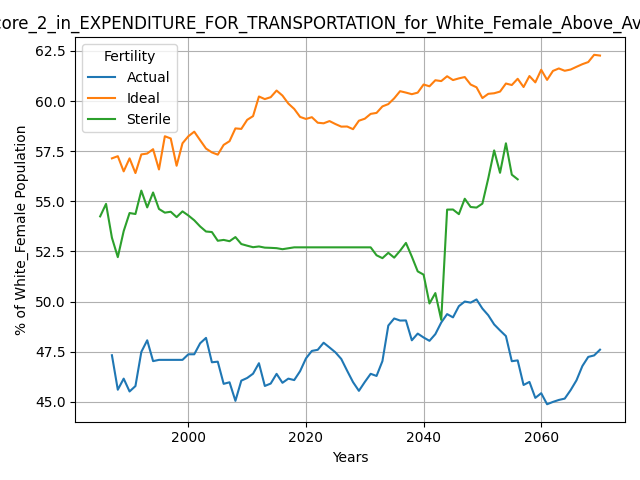 core_2_in_EXPENDITURE_FOR_TRANSPORTATION_for_White_Female_Above_Av
Fertility
Actual
Ideal
Sterile
% of White_Female Population
62.5
60.0
57.5
55.0
52.5
50.0
47.5
45.0
2000
2020
2040
2060
Years